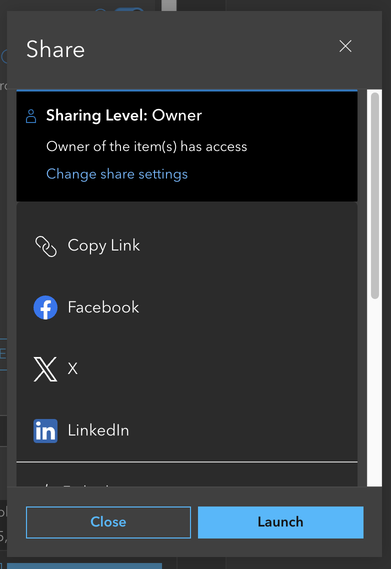 Share
Sharing Level: Owner
Owner of the item(s) has access
Change share settings
Copy Link
Facebook
X
in LinkedIn
Close Launch